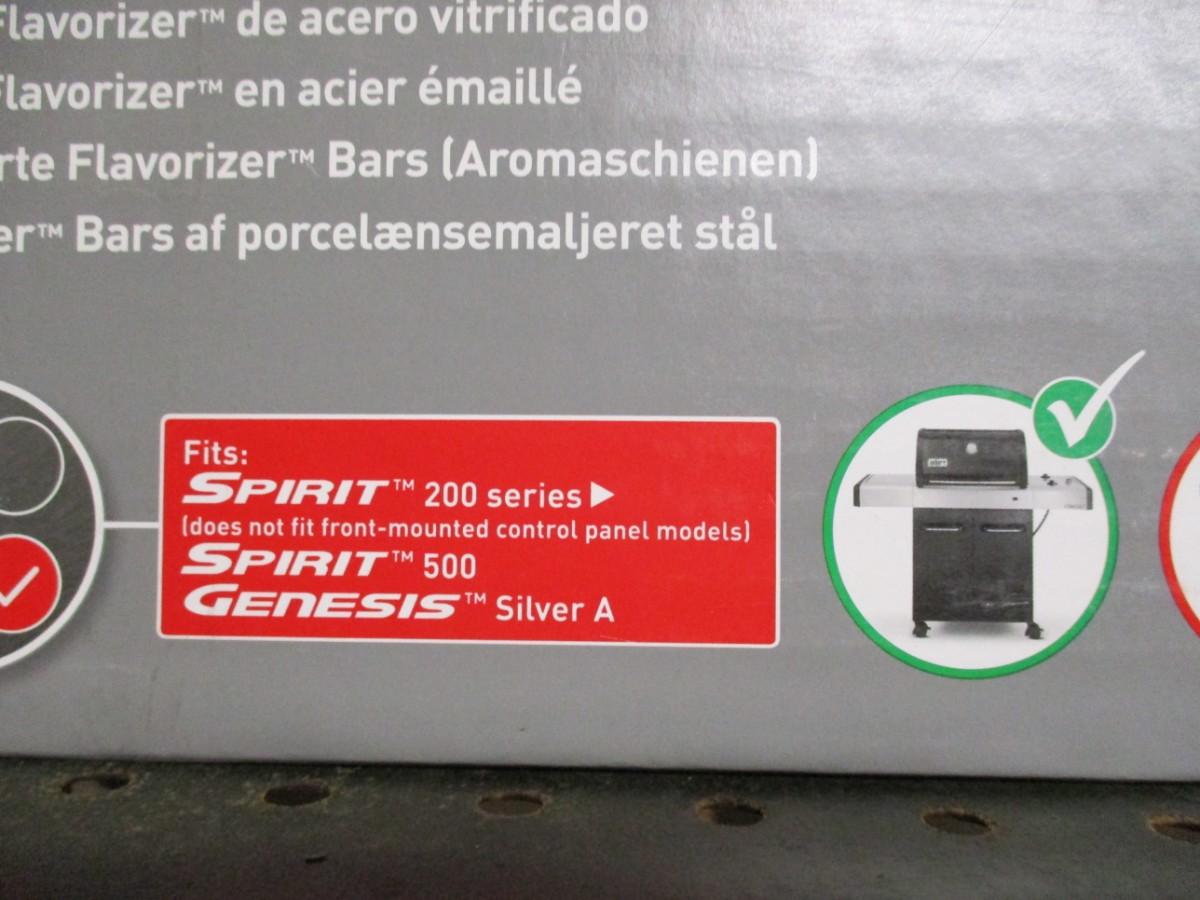 Flavorizer™ de acero vitrificado
Flavorizer™ en acier émaillé
rte Flavorizer™ Bars (Aromaschienen)
er™ Bars af porcelænsemaljeret stål
Fits:
SPIRIT™ 200 series ▶
(does not fit front-mounted control panel models)
SPIRIT™ 500
GENESIS™ Silver A
weber